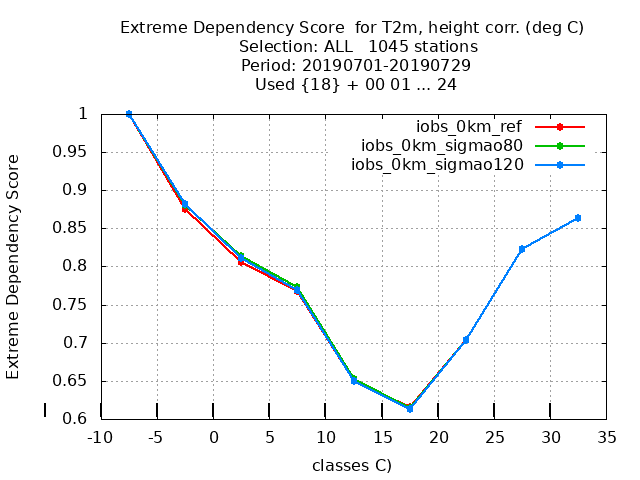 Extreme Dependency Score  for T2m, height corr. (deg C)
Selection: ALL   1045 stations
Period: 20190701-20190729
Used {18} + 00 01 ... 24
iobs_0km_ref
iobs_0km_sigmao80
iobs_0km_sigmao120
Extreme Dependency Score
1
0.95
0.9
0.85
0.8
0.75
0.7
0.65
0.6
-10 -5 0 5 10 15 20 25 30 35
classes C)